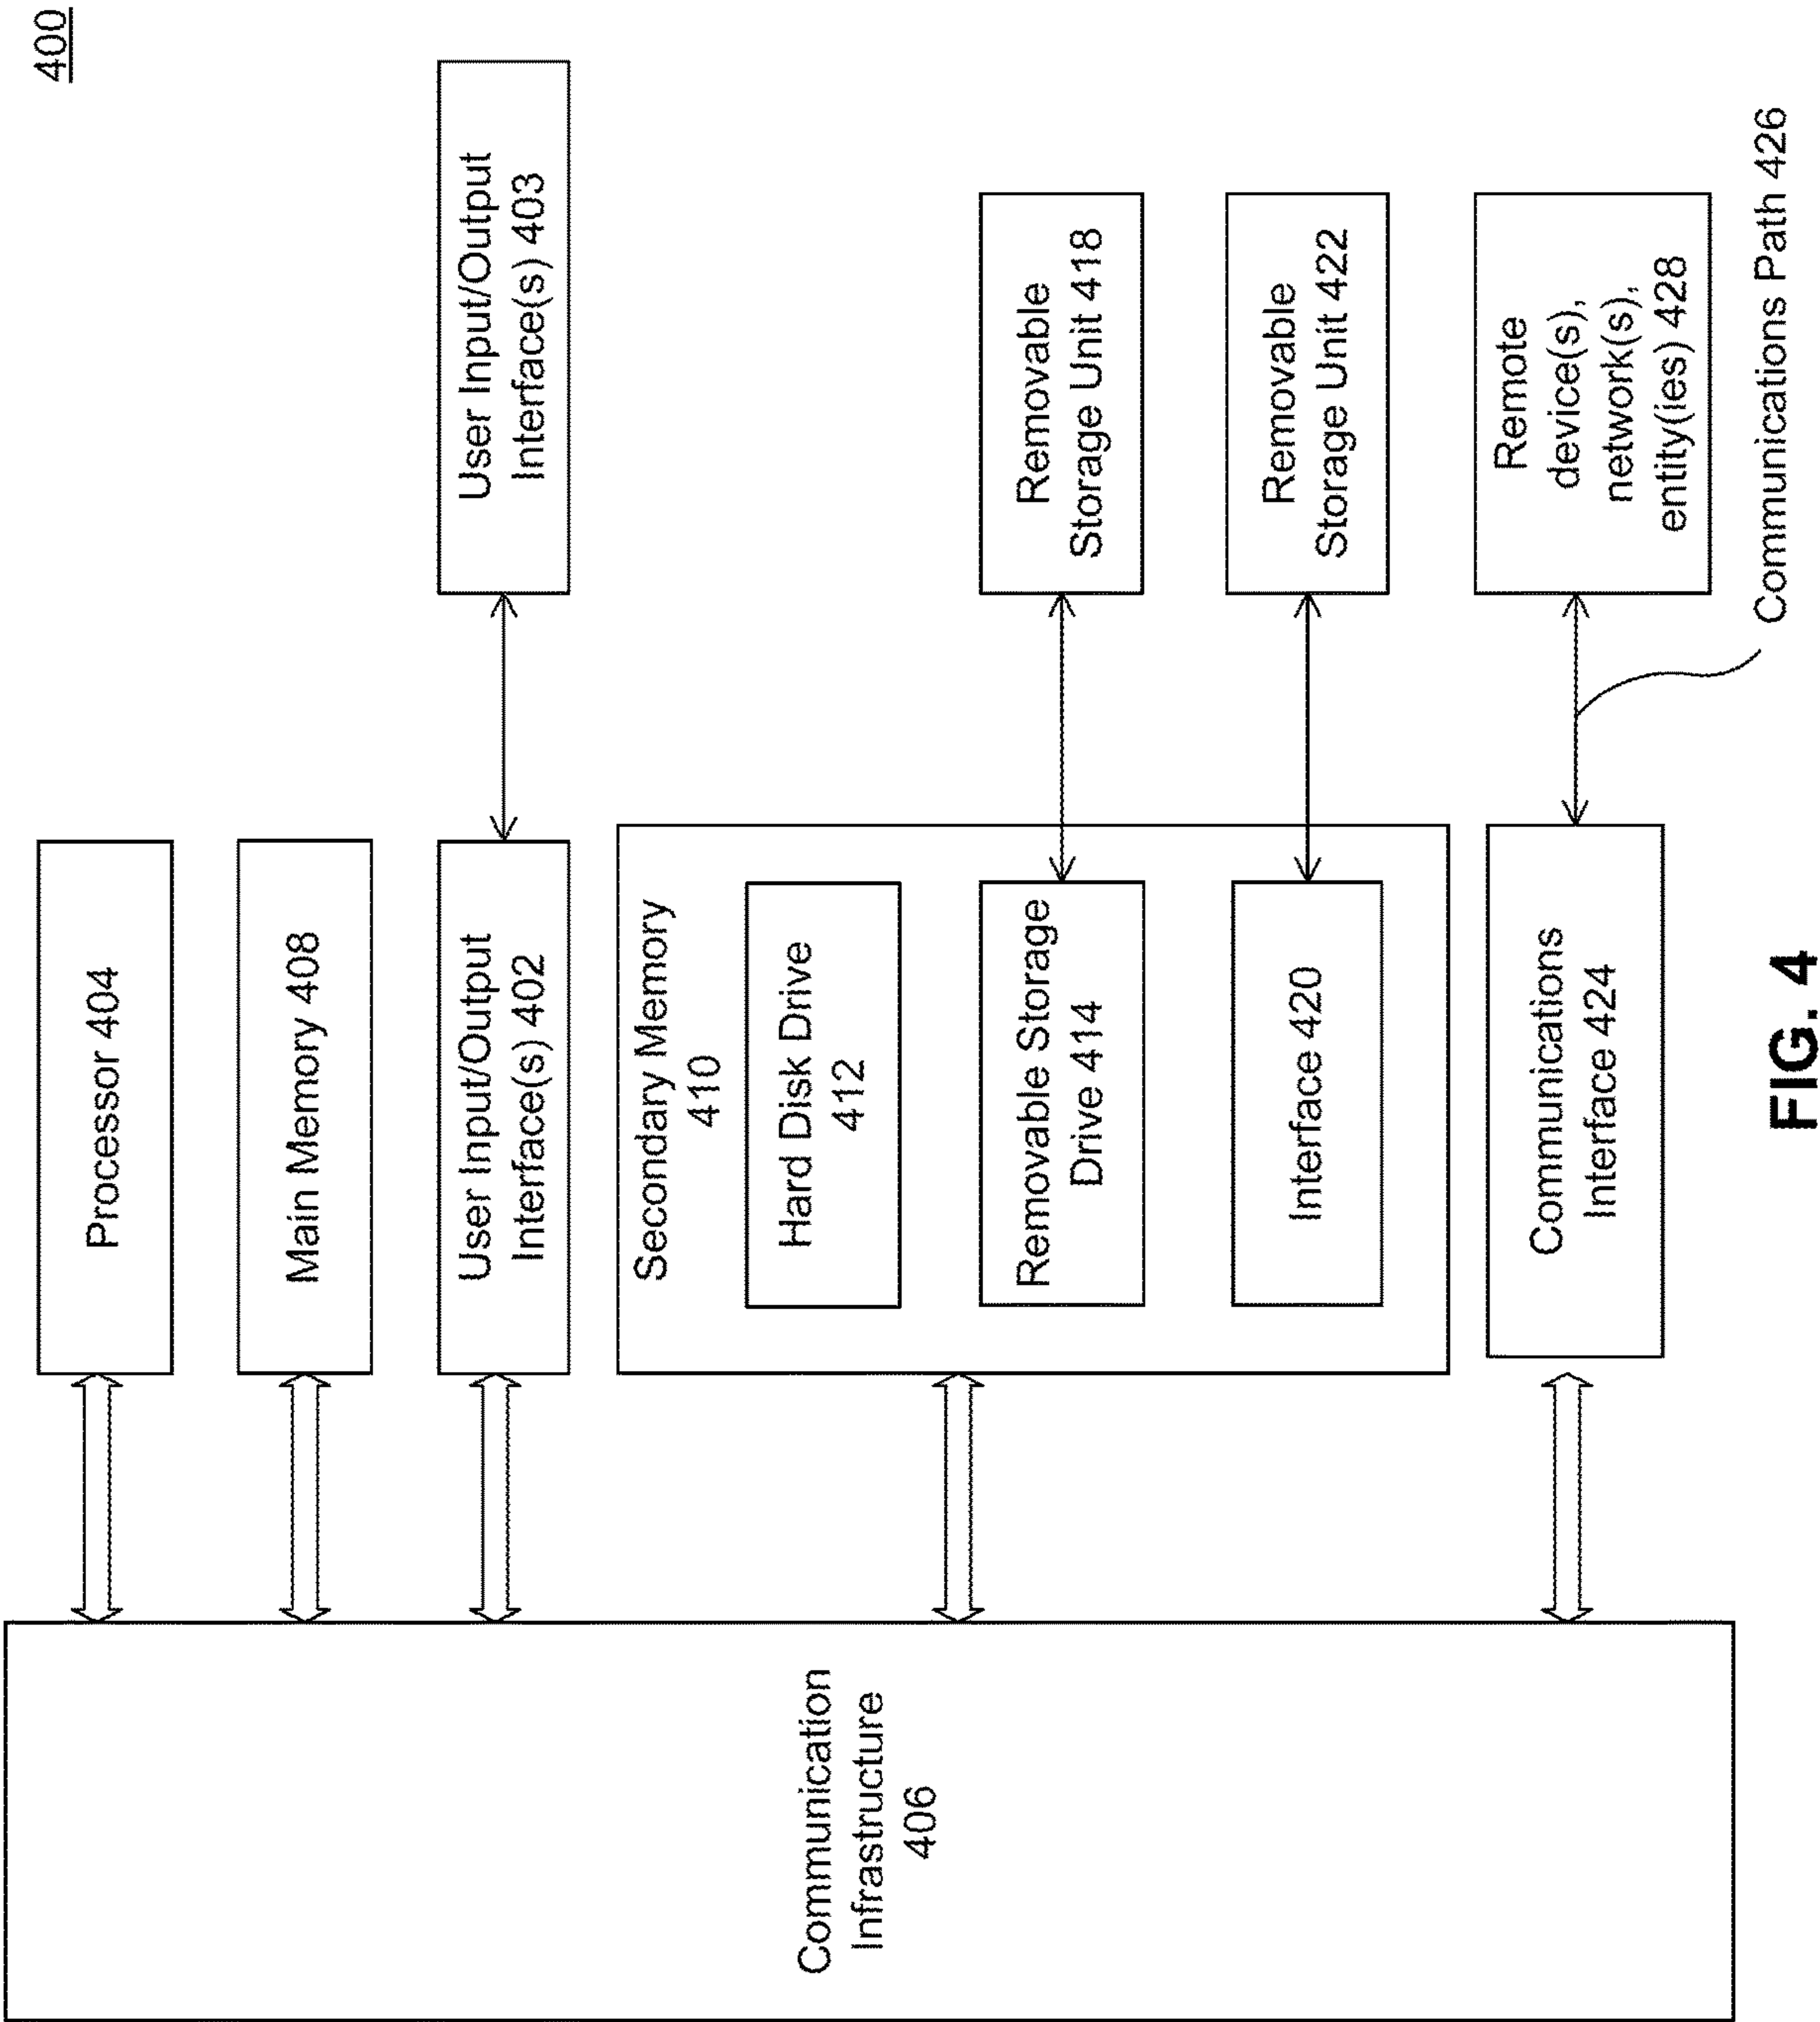 400
Processor 404
Main Memory 408
User Input/Output
Interface(s) 402
User Input/Output
Interface(s) 403
Communication
Infrastructure
406
Secondary Memory
410
Hard Disk Drive
412
Removable Storage
Drive 414
Removable
Storage Unit 418
Interface 420
Removable
Storage Unit 422
Communications
Interface 424
Remote
device(s),
network(s),
entity(ies) 428
Communications Path 426
FIG. 4